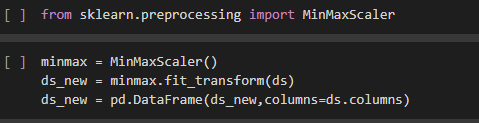 [ ] from sklearn.preprocessing import MinMaxScaler
[ ] minmax = MinMaxScaler()
ds_new = minmax.fit_transform(ds)
ds_new = pd.DataFrame(ds_new,columns=ds.columns)